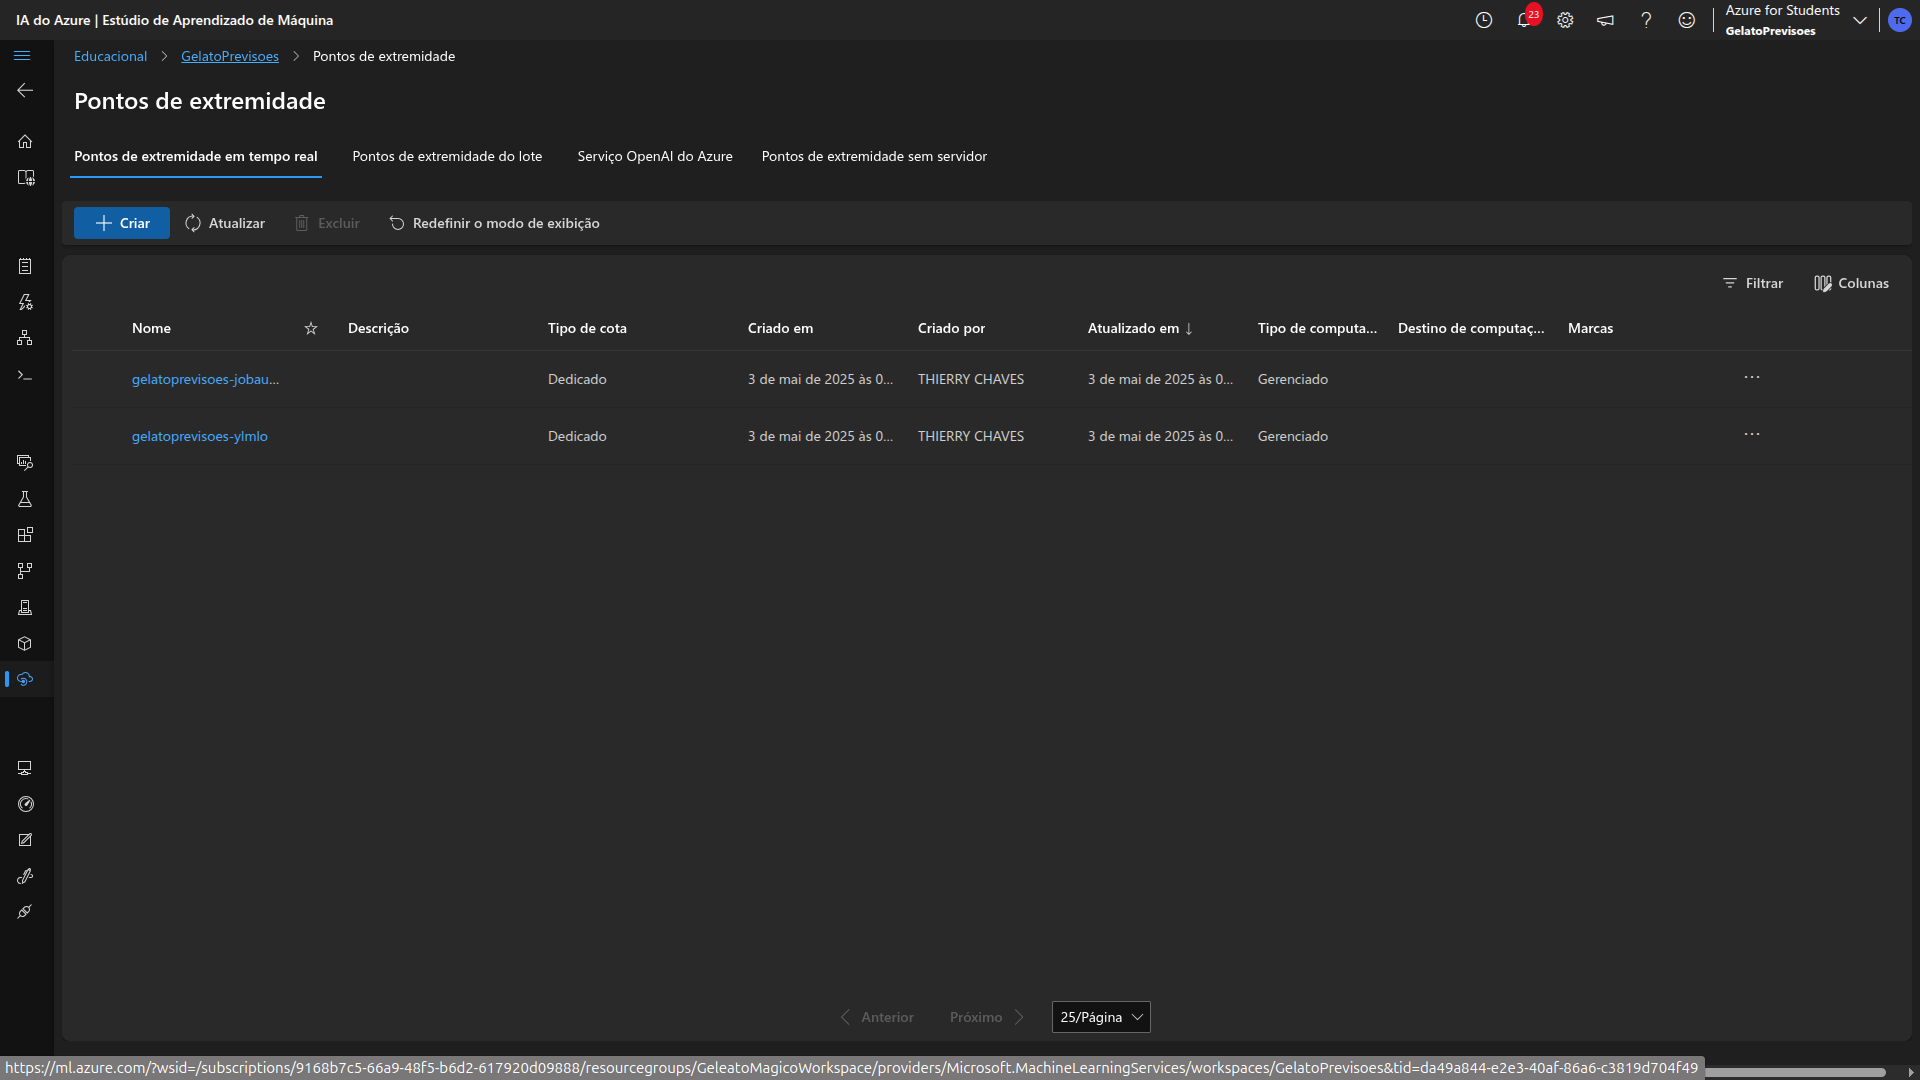 IA do Azure | Estúdio de Aprendizado de Máquina
23
Azure for Students
GelatoPrevisoes
TC
Educacional > GelatoPrevisoes > Pontos de extremidade
Pontos de extremidade
Pontos de extremidade em tempo real Pontos de extremidade do lote Serviço OpenAI do Azure Pontos de extremidade sem servidor
Criar Atualizar Excluir Redefinir o modo de exibição
Filtrar Colunas
Nome Descrição Tipo de cota Criado em Criado por Atualizado em ↓ Tipo de computa... Destino de computaç... Marcas
gelatoprevisoes-jobau... Dedicado 3 de mai de 2025 às 0... THIERRY CHAVES 3 de mai de 2025 às 0... Gerenciado ...
gelatoprevisoes-ylmlo Dedicado 3 de mai de 2025 às 0... THIERRY CHAVES 3 de mai de 2025 às 0... Gerenciado ...
Anterior Próximo 25/Página
https://ml.azure.com/?wsid=/subscriptions/9168b7c5-66a9-48f5-b6d2-617920d09888/resourcegroups/GeleatoMagicoWorkspace/providers/Microsoft.MachineLearningServices/workspaces/GelatoPrevisoes&tid=da49a844-e2e3-40af-86a6-c3819d704f49